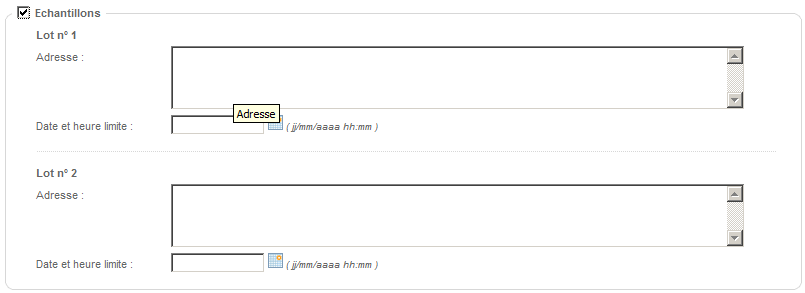 Echantillons
Lot n° 1
Adresse :
Adresse
Date et heure limite : ( jj/mm/aaaa hh:mm )
Lot n° 2
Adresse :
Date et heure limite : ( jj/mm/aaaa hh:mm )